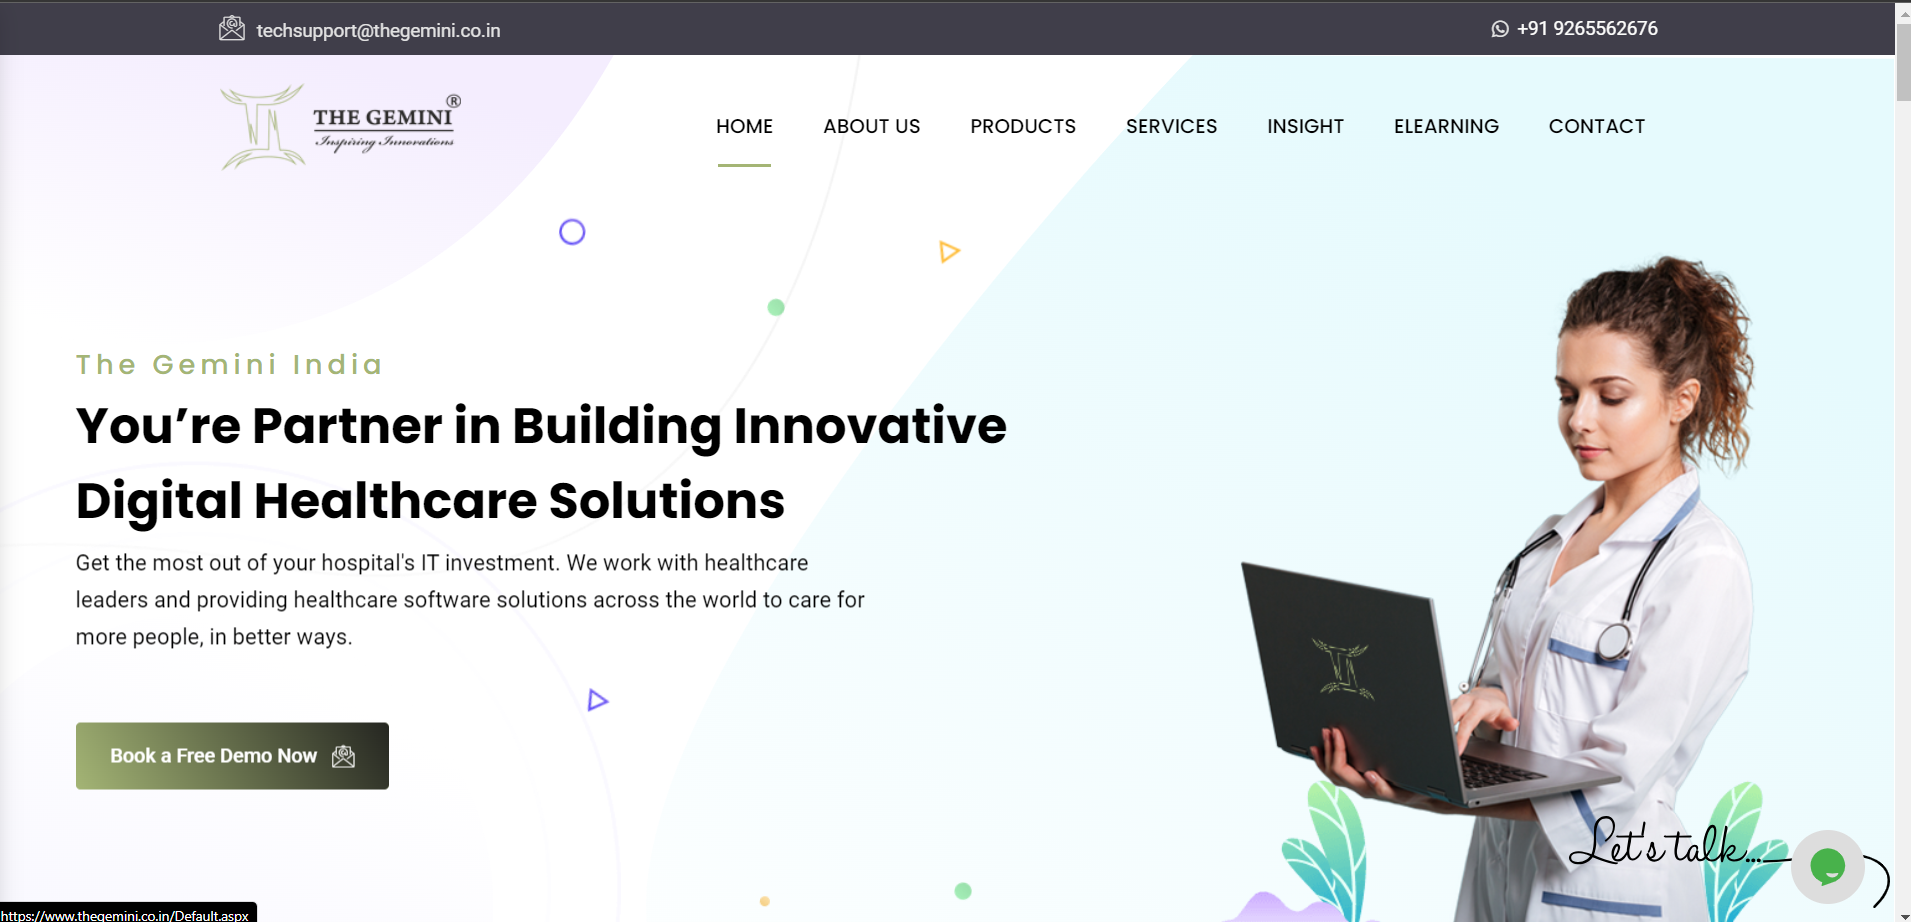 techsupport@thegemini.co.in
+91 9265562676
THE GEMINI®
Inspiring Innovations
HOME
ABOUT US
PRODUCTS
SERVICES
INSIGHT
ELEARNING
CONTACT
The Gemini India
You’re Partner in Building Innovative
Digital Healthcare Solutions
Get the most out of your hospital's IT investment. We work with healthcare
leaders and providing healthcare software solutions across the world to care for
more people, in better ways.
Book a Free Demo Now
Let's talk...
https://www.thegemini.co.in/Default.aspx